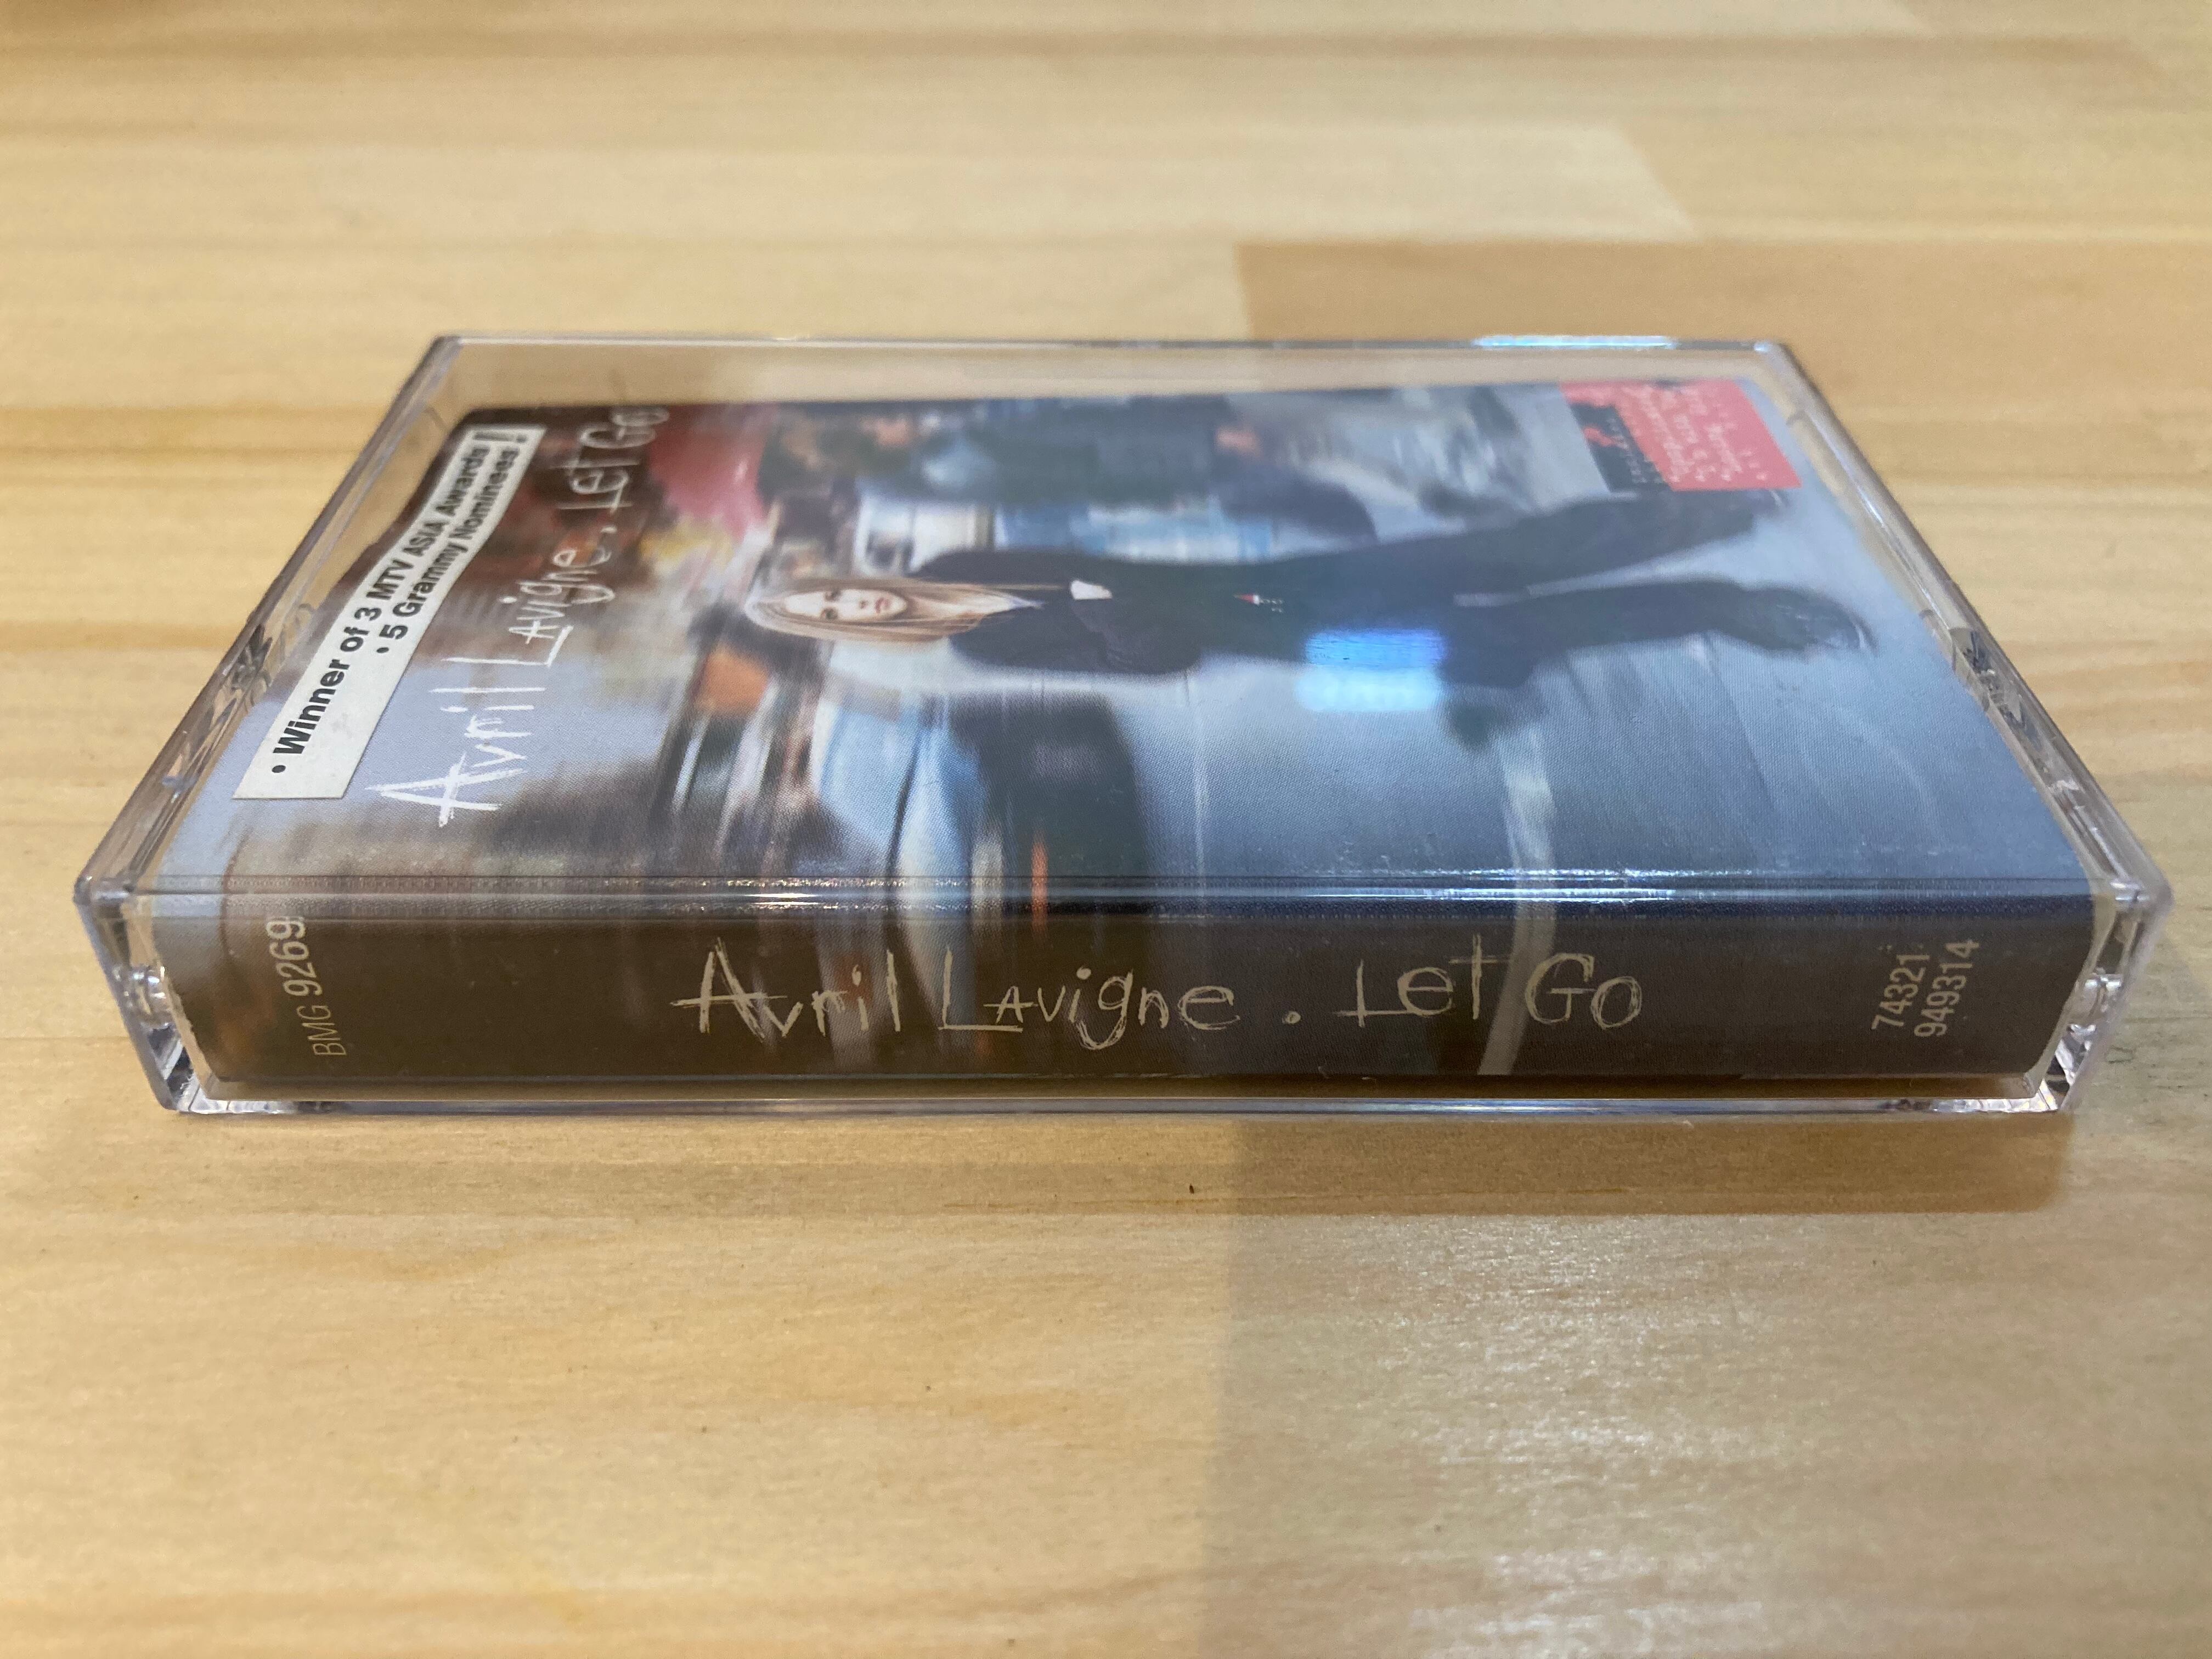 • Winner of 3 MTV ASIA Awards!
• 5 Grammy Nominees!
Avril Lavigne . Let Go
BMG 9269
Avril Lavigne . Let Go
74321
949314